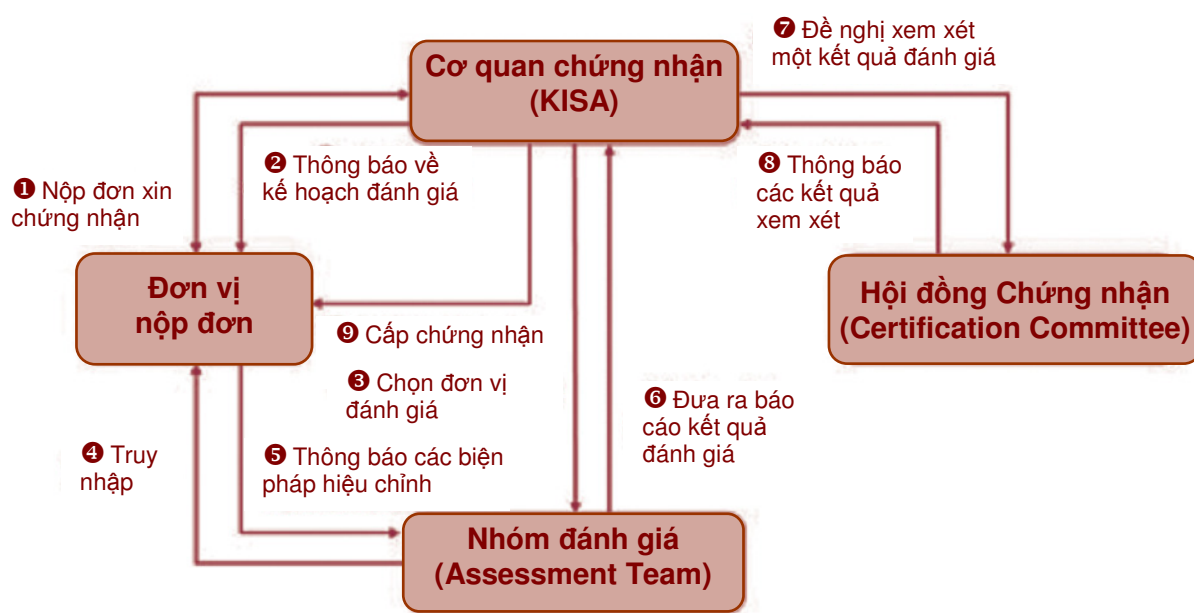 ❼ Đề nghị xem xét
một kết quả đánh giá
Cơ quan chứng nhận
(KISA)
❷ Thông báo về
kế hoạch đánh giá
❽ Thông báo
các kết quả
xem xét
❶ Nộp đơn xin
chứng nhận
Đơn vị
nộp đơn
Hội đồng Chứng nhận
(Certification Committee)
❾ Cấp chứng nhận
❸ Chọn đơn vị
đánh giá
❻ Đưa ra báo
cáo kết quả
đánh giá
❹ Truy
nhập
❺ Thông báo các biện
pháp hiệu chỉnh
Nhóm đánh giá
(Assessment Team)